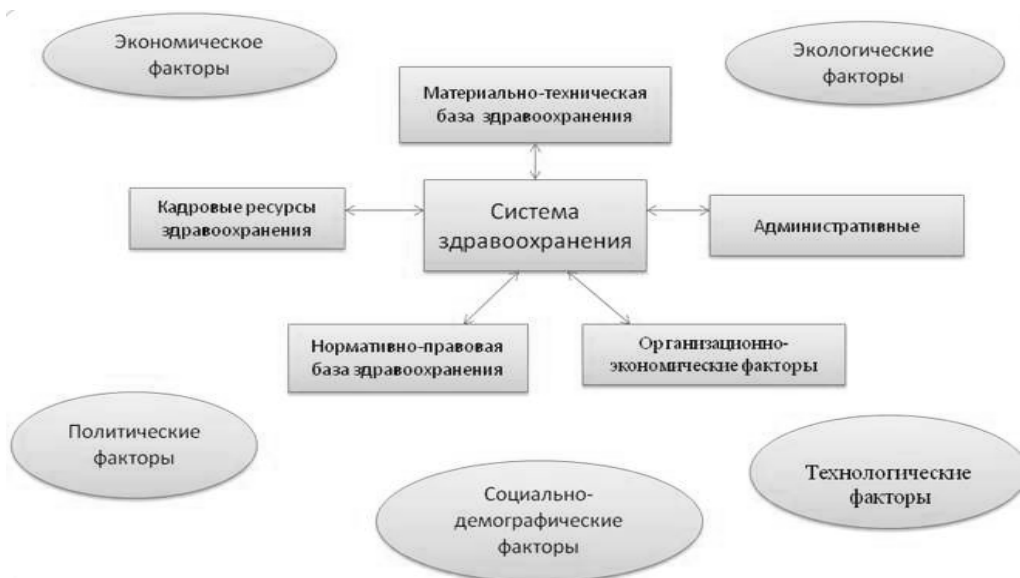 Экономическое
факторы
Экологические
факторы
Материально-техническая
база здравоохранения
Кадровые ресурсы
здравоохранения
Система
здравоохранения
Административные
Нормативно-правовая
база здравоохранения
Организационно-
экономические факторы
Политические
факторы
Социально-
демографические
факторы
Технологические
факторы